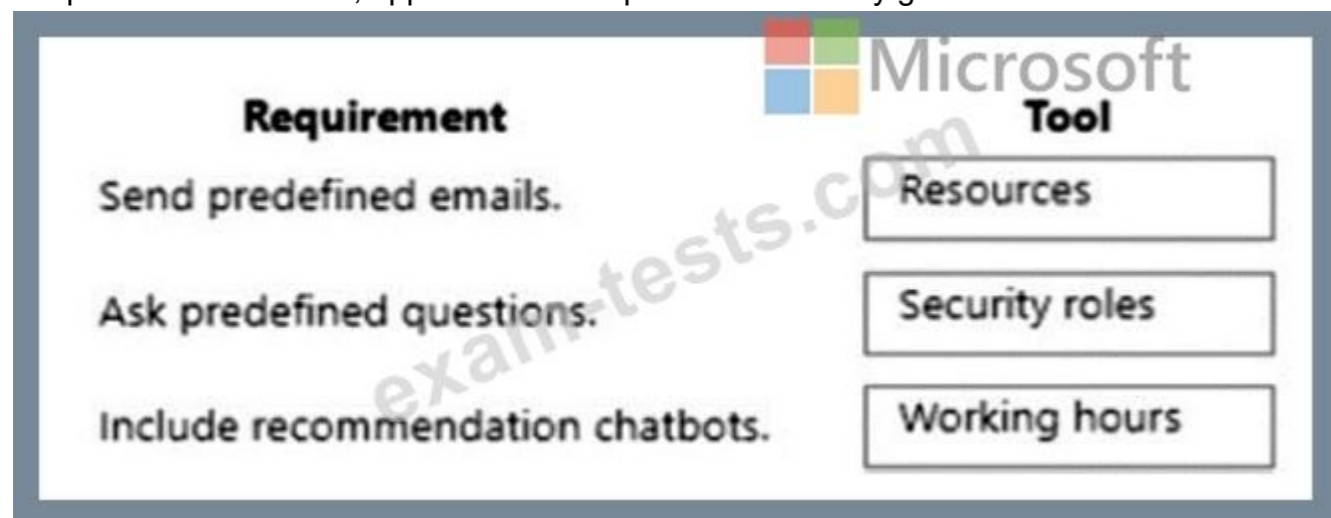 Microsoft
Requirement Tool
Send predefined emails. Resources
Ask predefined questions. Security roles
Include recommendation chatbots. Working hours
exam-tests.com